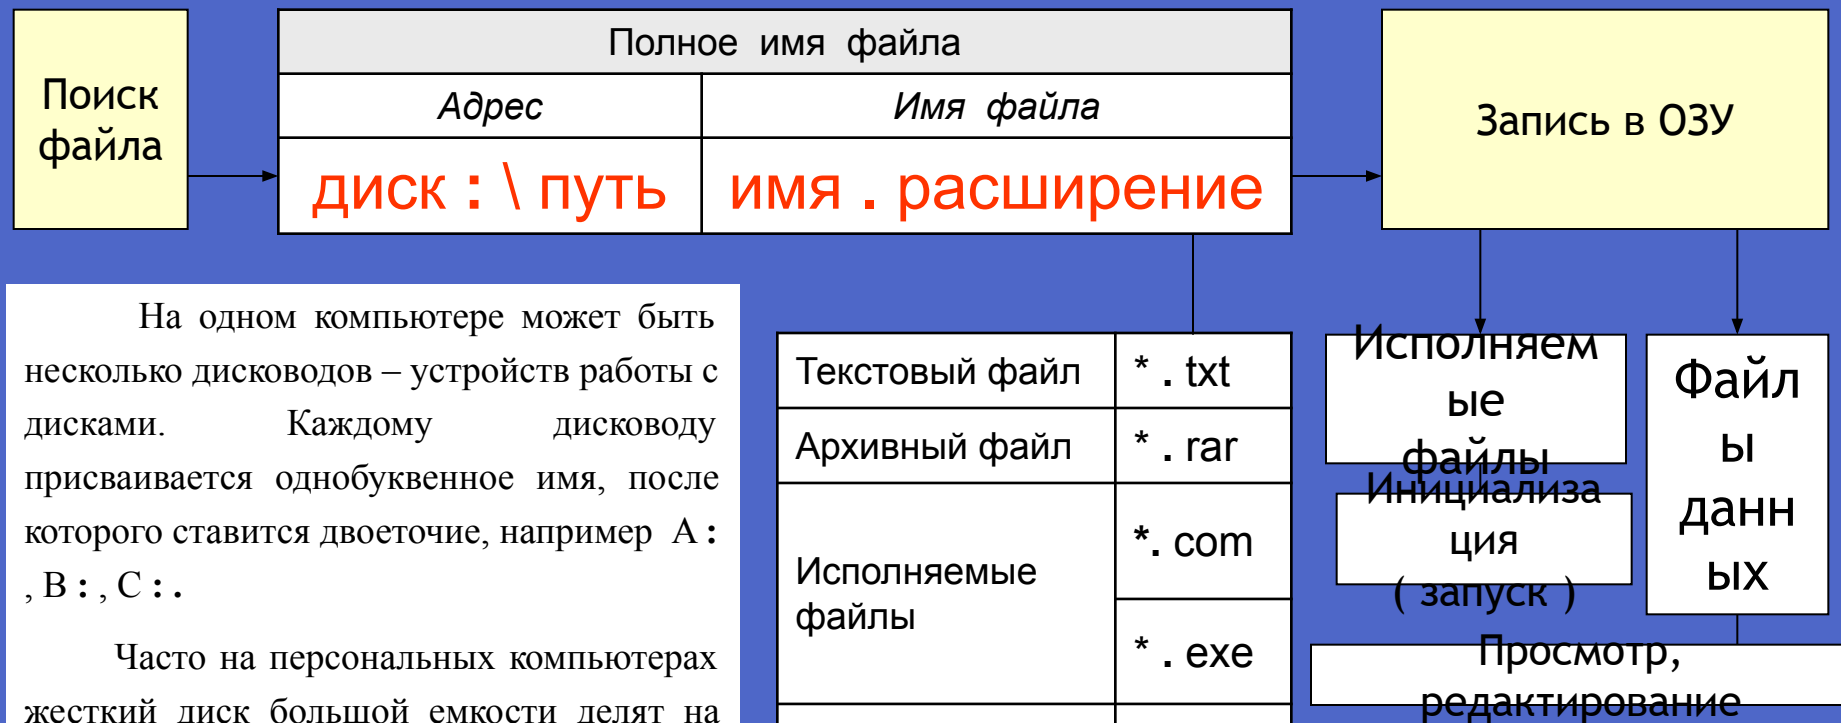 Поиск
файла
Полное имя файла
Адрес
Имя файла
диск : \ путь
имя . расширение
Запись в ОЗУ
На одном компьютере может быть
несколько дисководов – устройств работы с
дисками. Каждому дисководу
присваивается однобуквенное имя, после
которого ставится двоеточие, например А :
, В : , С : .
Часто на персональных компьютерах
жесткий диск большой емкости делят на
Текстовый файл
* . txt
Архивный файл
* . rar
Исполняемые
файлы
*. com
* . exe
Исполняем
ые
файлы
Инициализа
ция
( запуск )
Файл
ы
данн
ых
Просмотр,
редактирование